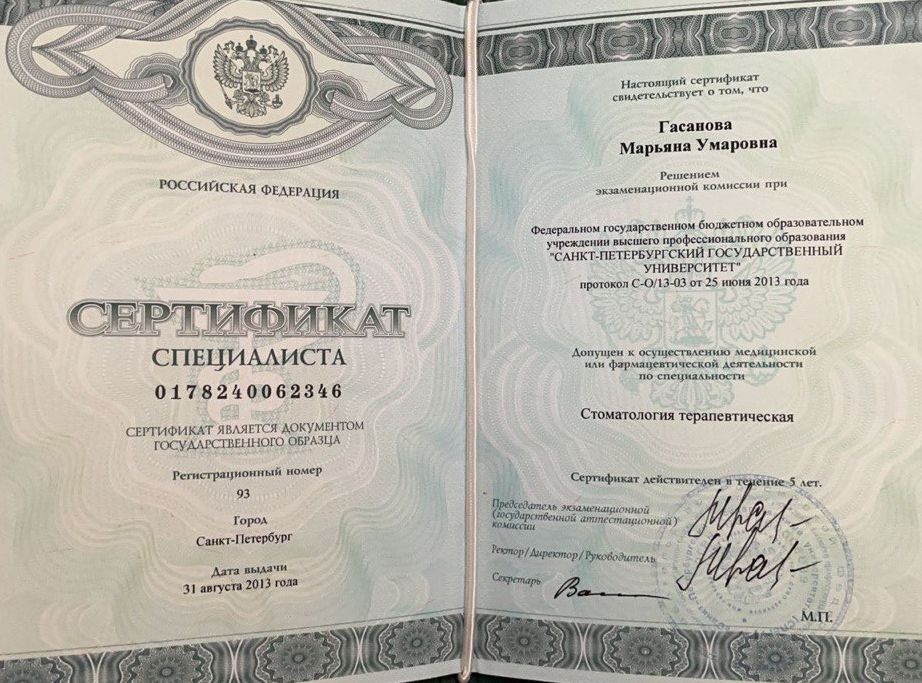 РОССИЙСКАЯ ФЕДЕРАЦИЯ
СЕРТИФИКАТ
СПЕЦИАЛИСТА
0178240062346
СЕРТИФИКАТ ЯВЛЯЕТСЯ ДОКУМЕНТОМ
ГОСУДАРСТВЕННОГО ОБРАЗЦА
Регистрационный номер
93
Город
Санкт-Петербург
Дата выдачи
31 августа 2013 года
Настоящий сертификат
свидетельствует о том, что
Гасанова
Марьяна Умаровна
Решением
экзаменационной комиссии при
Федеральном государственном бюджетном образовательном
учреждении высшего профессионального образования
"САНКТ-ПЕТЕРБУРГСКИЙ ГОСУДАРСТВЕННЫЙ
УНИВЕРСИТЕТ"
протокол С-О/13-03 от 25 июня 2013 года
Допущен к осуществлению медицинской
или фармацевтической деятельности
по специальности
Стоматология терапевтическая
Сертификат действителен в течение 5 лет.
Председатель экзаменационной
(государственной аттестационной)
комиссии
Ректор/Директор/Руководитель
Секретарь
М.П.